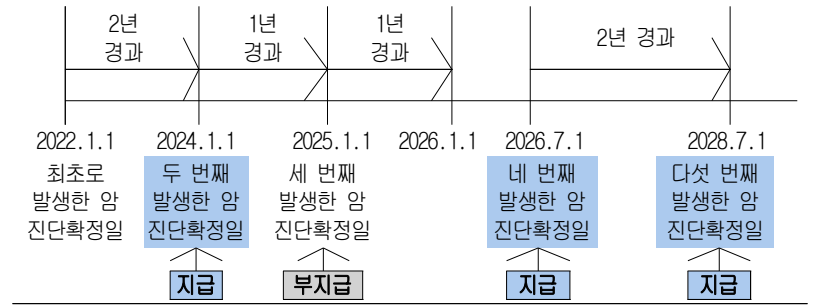 2년
경과
1년
경과
1년
경과
2년 경과
2022.1.1
2024.1.1
2025.1.1
2026.1.1
2026.7.1
2028.7.1
최초로
발생한 암
진단확정일
두 번째
발생한 암
진단확정일
세 번째
발생한 암
진단확정일
네 번째
발생한 암
진단확정일
다섯 번째
발생한 암
진단확정일
지급
부지급
지급
지급